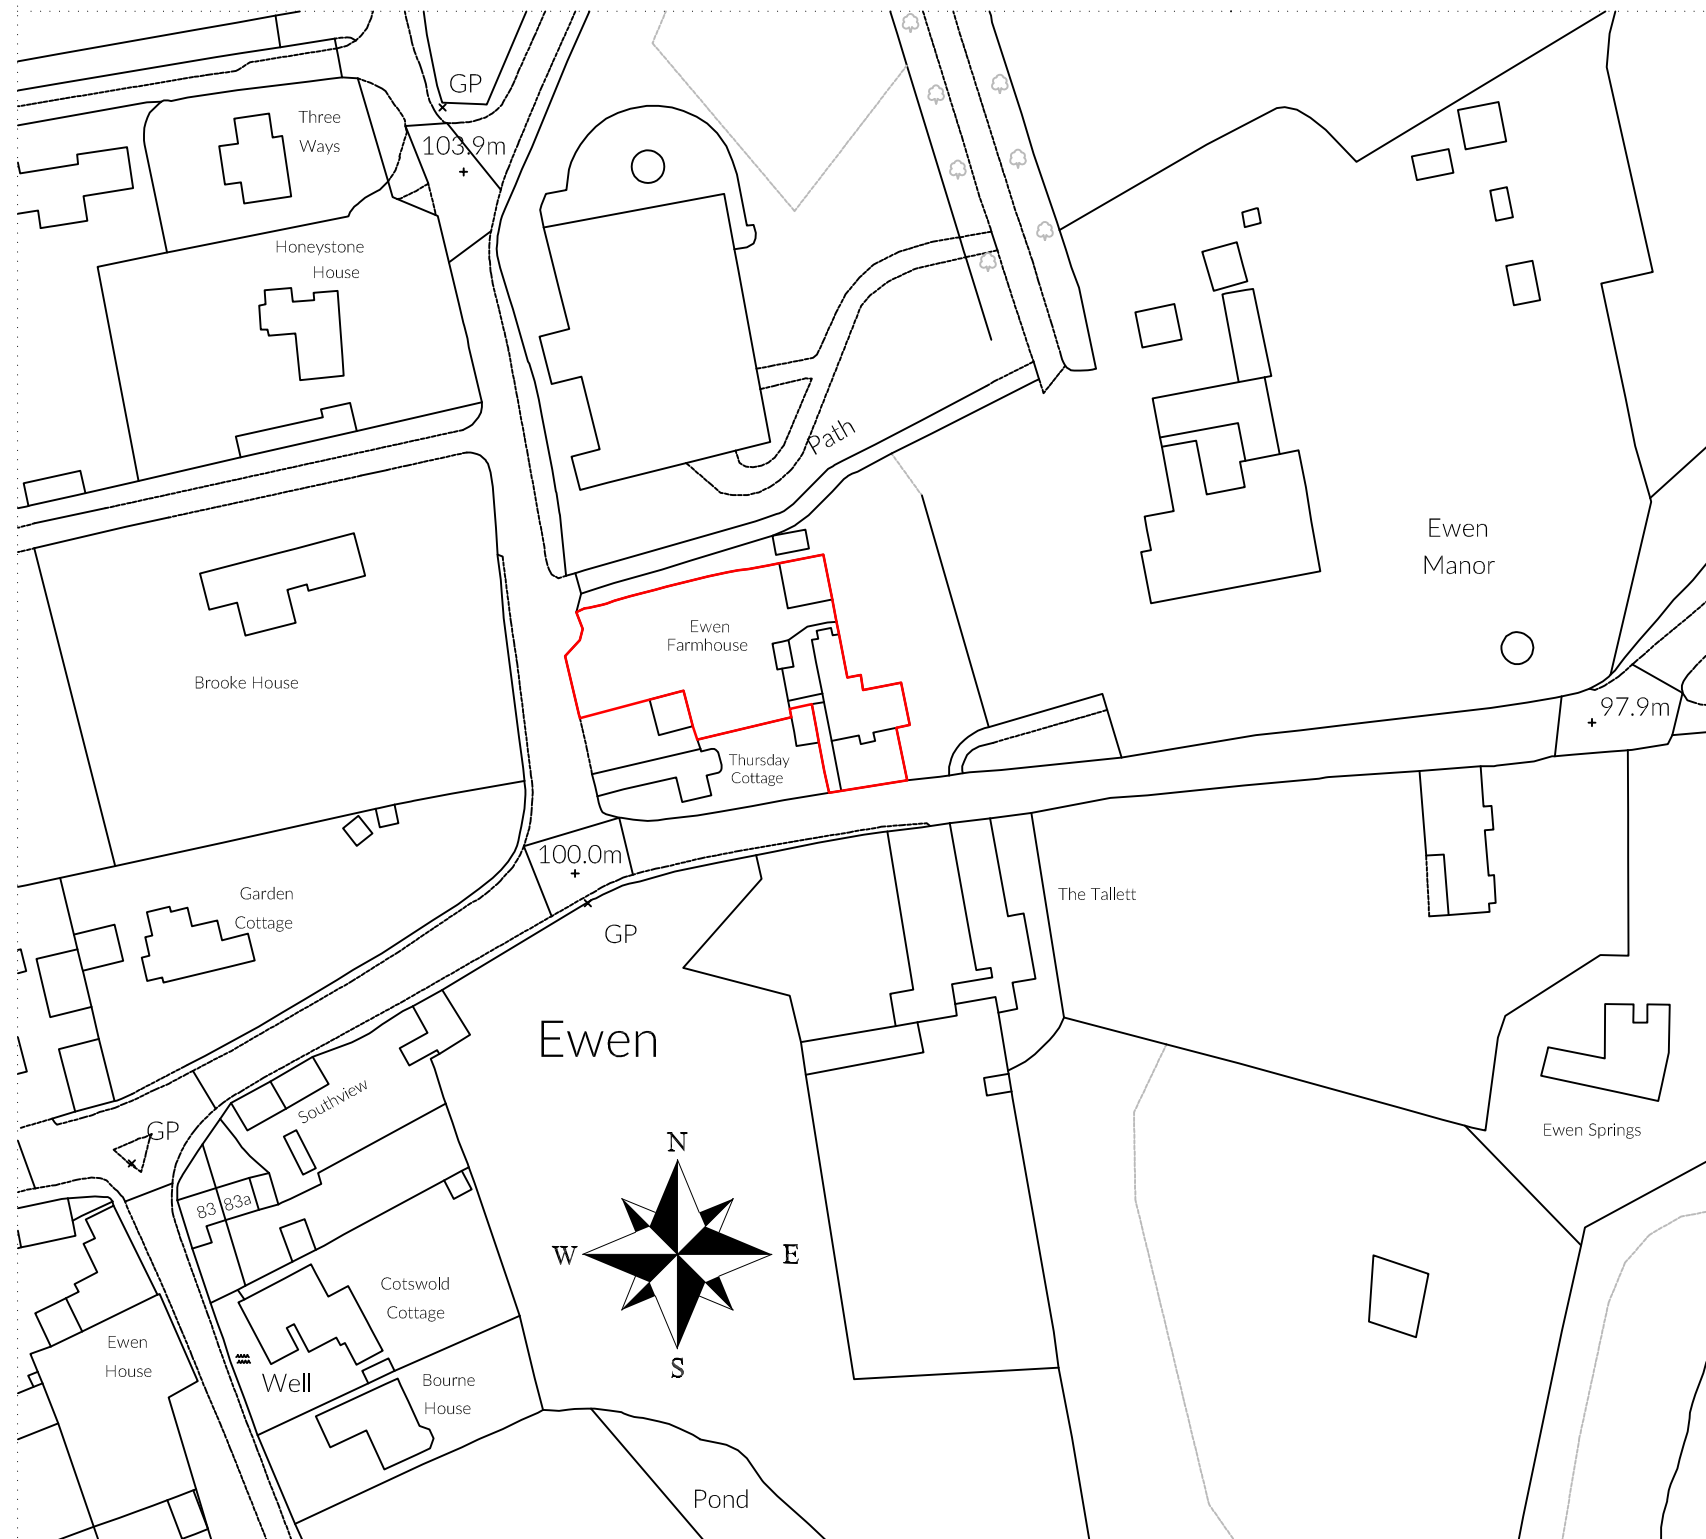 GP
Three
Ways
103.9m
Honeystone
House
Path
Ewen
Manor
Ewen
Farmhouse
Brooke House
97.9m
Thursday
Cottage
100.0m
Garden
Cottage
The Tallett
GP
Ewen
Southview
GP
Ewen Springs
N
83 83a
W E
Cotswold
Cottage
Ewen
House
S
Well
Bourne
House
Pond